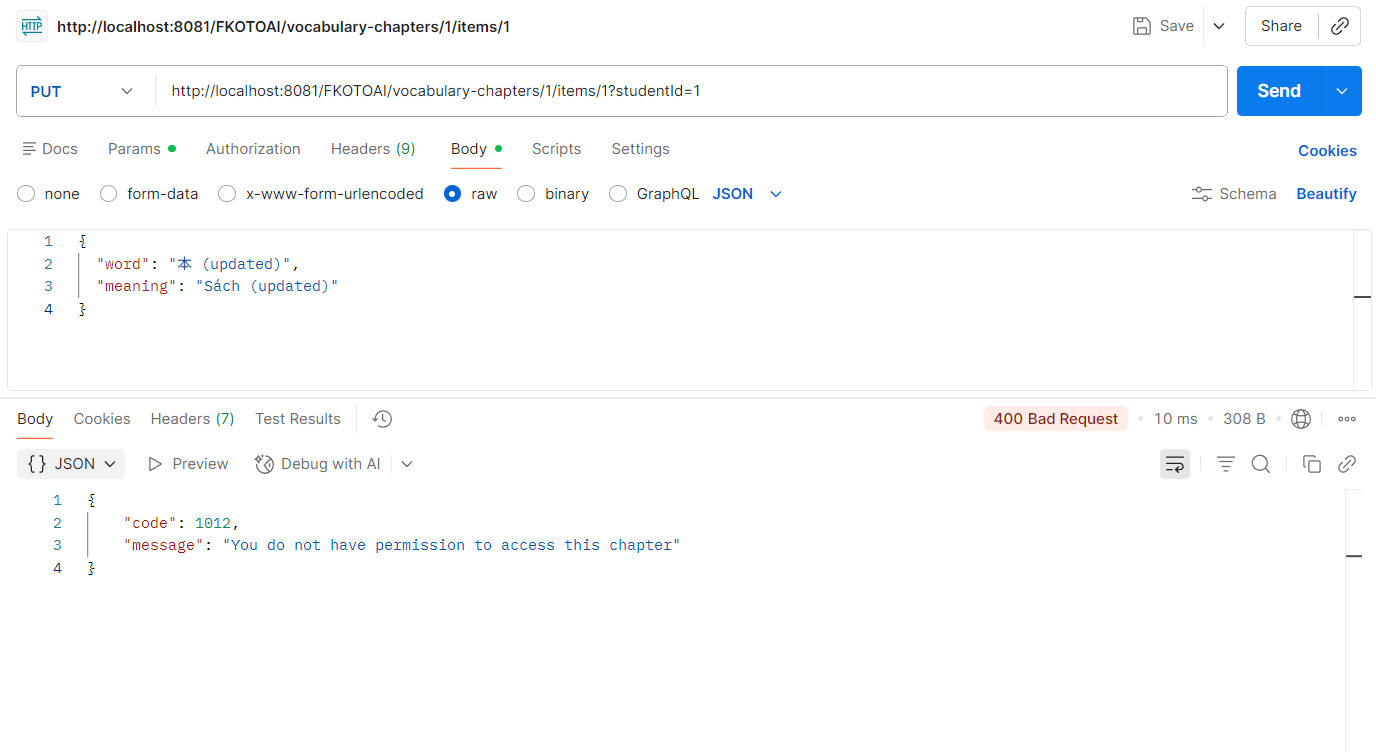 HTTP http://localhost:8081/FKOTOAI/vocabulary-chapters/1/items/1 Save Share
PUT http://localhost:8081/FKOTOAI/vocabulary-chapters/1/items/1?studentId=1 Send
Docs Params Authorization Headers (9) Body Scripts Settings Cookies
none form-data x-www-form-urlencoded raw binary GraphQL JSON Schema Beautify
1 {
2 "word": "本 (updated)",
3 "meaning": "Sách (updated)"
4 }
Body Cookies Headers (7) Test Results 400 Bad Request • 10 ms • 308 B •
{} JSON Preview Debug with AI
1 {
2 "code": 1012,
3 "message": "You do not have permission to access this chapter"
4 }